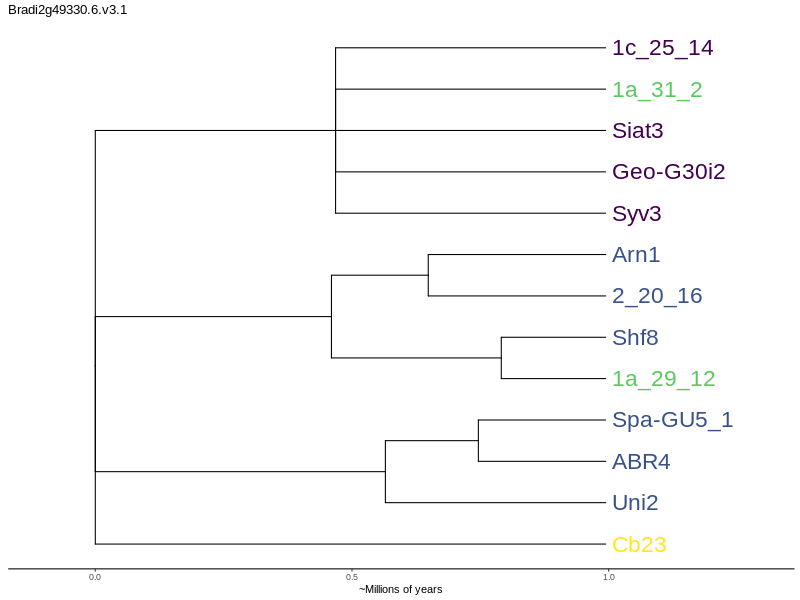 Bradi2g49330.6.v3.1
1c_25_14
1a_31_2
Siat3
Geo-G30i2
Syv3
Arn1
2_20_16
Shf8
1a_29_12
Spa-GU5_1
ABR4
Uni2
Cb23
0.0 0.5 1.0
~Millions of years